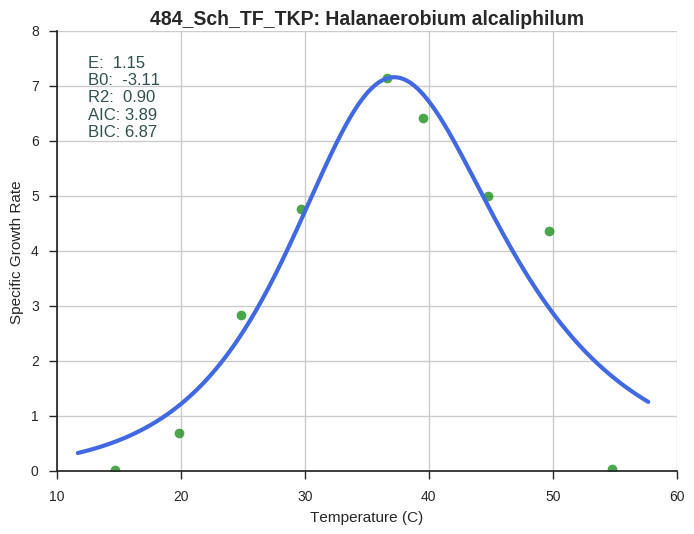 484_Sch_TF_TKP: Halanaerobium alcaliphilum
E:  1.15
B0:  -3.11
R2:  0.90
AIC: 3.89
BIC: 6.87
Specific Growth Rate
8
7
6
5
4
3
2
1
0
10 20 30 40 50 60
Temperature (C)